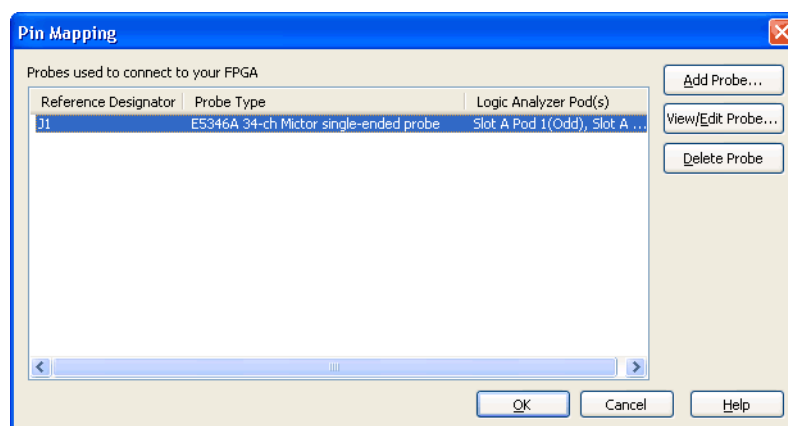 Pin Mapping
Probes used to connect to your FPGA
Add Probe...
Reference Designator Probe Type Logic Analyzer Pod(s)
J1 E5346A 34-ch Mictor single-ended probe Slot A Pod 1(Odd), Slot A ...
View/Edit Probe...
Delete Probe
OK Cancel Help